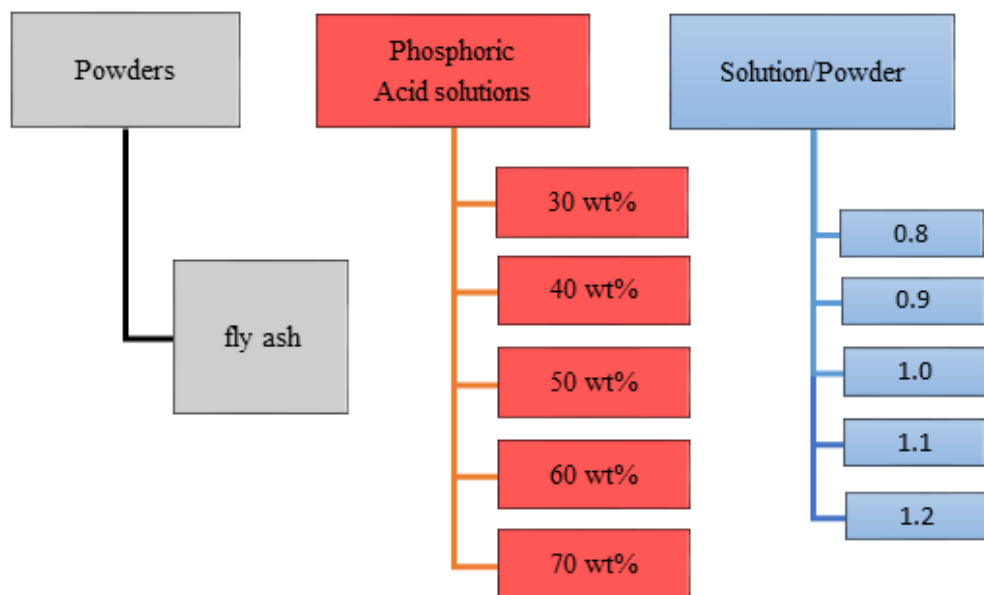 Powders
fly ash
Phosphoric
Acid solutions
30 wt%
40 wt%
50 wt%
60 wt%
70 wt%
Solution/Powder
0.8
0.9
1.0
1.1
1.2